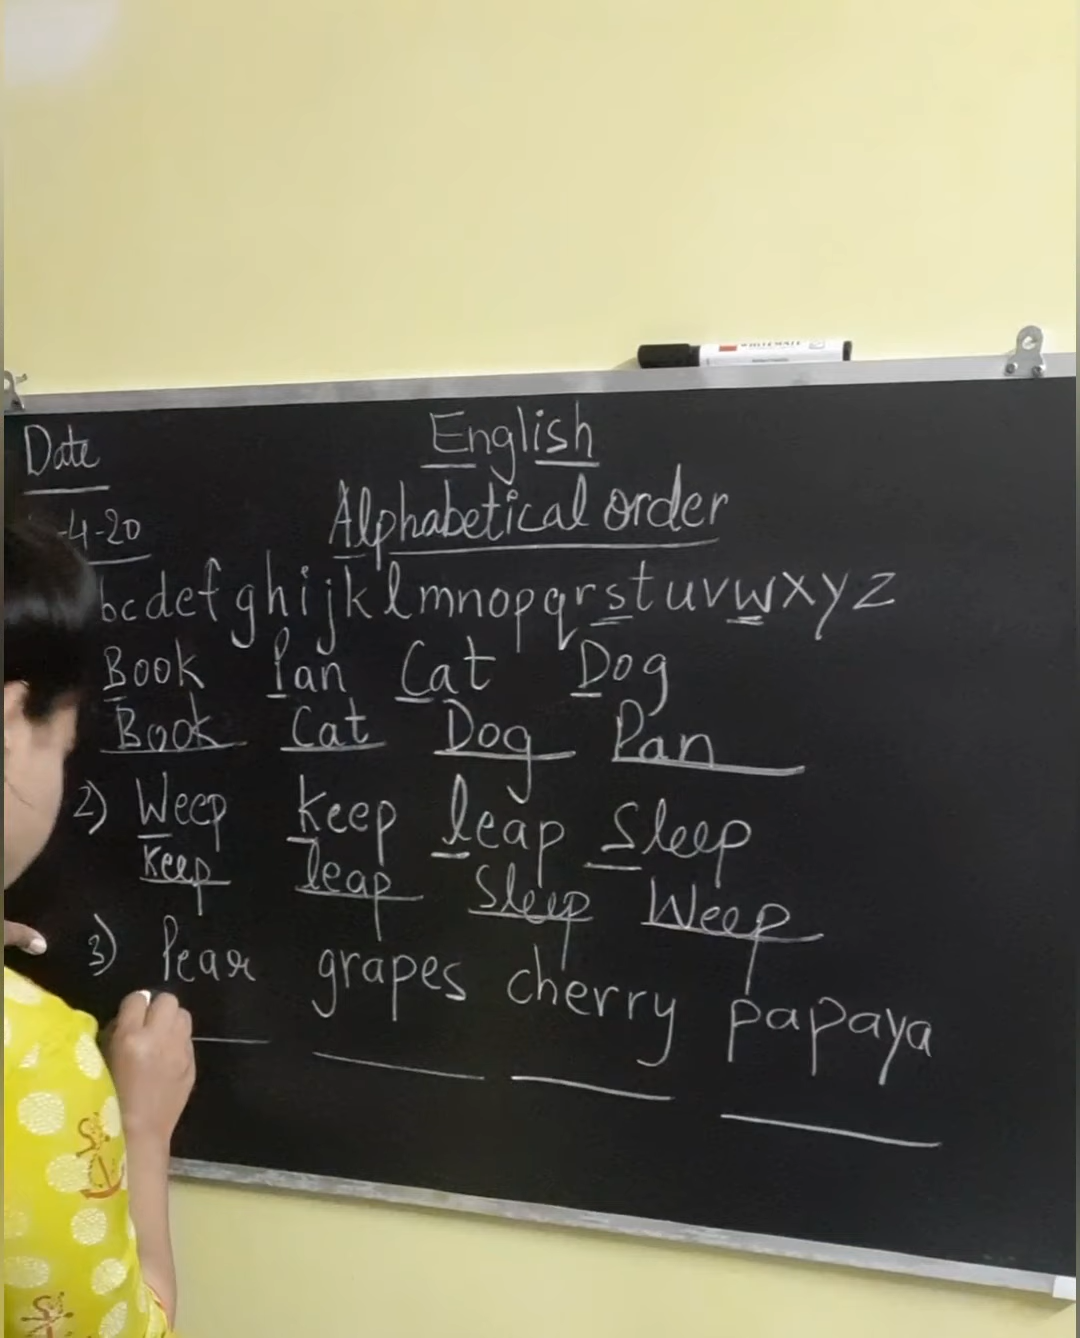 Date
English
-4-20
Alphabetical order
bcdefghijklmnopqrstuvwxyz
Book Pan Cat Dog
Book Cat Dog Pan
2) Weep keep leap Sleep
keep leap Sleep Weep
3) Pear grapes cherry papaya